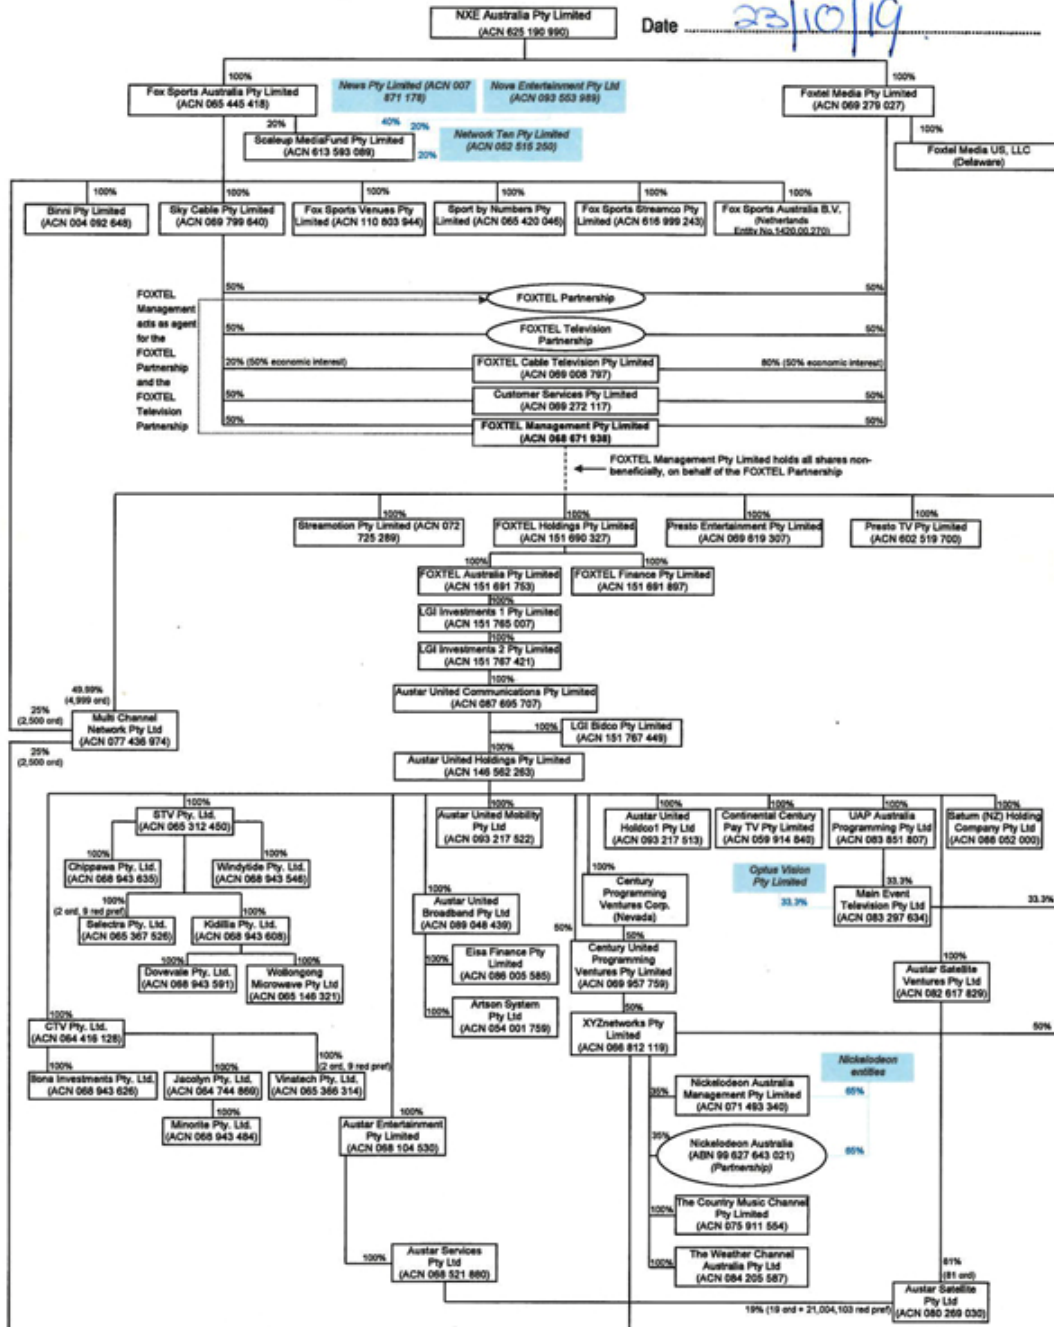 NXE Australia Pty Limited
(ACN 625 190 990)
Date 23/10/19
100%
100%
Fox Sports Australia Pty Limited
(ACN 065 445 418)
News Pty Limited (ACN 007
871 178)
Nova Entertainment Pty Ltd
(ACN 093 553 989)
Foxtel Media Pty Limited
(ACN 069 279 027)
20%
40%
20%
100%
Scaleup MediaFund Pty Limited
(ACN 613 593 089)
20%
Network Ten Pty Limited
(ACN 052 515 250)
Foxtel Media US, LLC
(Delaware)
100%
100%
100%
100%
100%
100%
Binni Pty Limited
(ACN 004 092 648)
Sky Cable Pty Limited
(ACN 069 799 640)
Fox Sports Venues Pty
Limited (ACN 110 803 944)
Sport by Numbers Pty
Limited (ACN 065 420 046)
Fox Sports Streamco Pty
Limited (ACN 616 999 243)
Fox Sports Australia B.V.
(Netherlands
Entity No.1420.00.270)
FOXTEL
Management
acts as agent
for the
FOXTEL
Partnership
and the
FOXTEL
Television
Partnership
50%
FOXTEL Partnership
50%
50%
FOXTEL Television
Partnership
50%
20% (50% economic interest)
FOXTEL Cable Television Pty Limited
(ACN 069 008 797)
80% (50% economic interest)
50%
Customer Services Pty Limited
(ACN 069 272 117)
50%
50%
FOXTEL Management Pty Limited
(ACN 068 671 938)
50%
FOXTEL Management Pty Limited holds all shares non-
beneficially, on behalf of the FOXTEL Partnership
100%
100%
100%
100%
Streamotion Pty Limited (ACN 072
725 289)
FOXTEL Holdings Pty Limited
(ACN 151 690 327)
Presto Entertainment Pty Limited
(ACN 069 619 307)
Presto TV Pty Limited
(ACN 602 519 700)
100%
100%
FOXTEL Australia Pty Limited
(ACN 151 691 753)
FOXTEL Finance Pty Limited
(ACN 151 691 897)
100%
LGI Investments 1 Pty Limited
(ACN 151 765 007)
100%
LGI Investments 2 Pty Limited
(ACN 151 767 421)
100%
Austar United Communications Pty Limited
(ACN 087 695 707)
49.99%
(4,999 ord)
25%
(2,500 ord)
Multi Channel
Network Pty Ltd
(ACN 077 436 974)
25%
(2,500 ord)
100%
LGI Bidco Pty Limited
(ACN 151 767 449)
100%
Austar United Holdings Pty Limited
(ACN 146 562 263)
100%
100%
100%
100%
100%
100%
STV Pty. Ltd.
(ACN 065 312 450)
Austar United Mobility
Pty Ltd
(ACN 093 217 522)
Austar United
Holdco1 Pty Ltd
(ACN 093 217 513)
Continental Century
Pay TV Pty Limited
(ACN 059 914 840)
UAP Australia
Programming Pty Ltd
(ACN 083 851 807)
Saturn (NZ) Holding
Company Pty Ltd
(ACN 088 052 000)
100%
100%
Chippawa Pty. Ltd.
(ACN 068 943 635)
Windytide Pty. Ltd.
(ACN 068 943 546)
100%
(2 ord, 9 red pref)
100%
Selectra Pty. Ltd.
(ACN 065 367 526)
Kidillia Pty. Ltd.
(ACN 068 943 608)
100%
100%
Dovevale Pty. Ltd.
(ACN 068 943 591)
Wollongong
Microwave Pty Ltd
(ACN 065 146 321)
100%
Austar United
Broadband Pty Ltd
(ACN 089 048 439)
100%
Eisa Finance Pty
Limited
(ACN 086 005 585)
100%
Artson System
Pty Ltd
(ACN 054 001 759)
100%
Century
Programming
Ventures Corp.
(Nevada)
50%
50%
Century United
Programming
Ventures Pty Limited
(ACN 069 957 759)
50%
XYZnetworks Pty
Limited
(ACN 066 812 119)
50%
Optus Vision
Pty Limited
33.3%
33.3%
Main Event
Television Pty Ltd
(ACN 083 297 634)
33.3%
100%
Austar Satellite
Ventures Pty Ltd
(ACN 082 617 829)
100%
CTV Pty. Ltd.
(ACN 064 416 128)
100%
100%
100%
(2 ord, 9 red pref)
Ilona Investments Pty. Ltd.
(ACN 068 943 626)
Jacolyn Pty. Ltd.
(ACN 064 744 869)
Vinatech Pty. Ltd.
(ACN 065 366 314)
100%
Minorite Pty. Ltd.
(ACN 068 943 484)
100%
Austar Entertainment
Pty Limited
(ACN 068 104 530)
Nickelodeon
entities
35%
Nickelodeon Australia
Management Pty Limited
(ACN 071 493 340)
65%
35%
Nickelodeon Australia
(ABN 99 627 643 021)
(Partnership)
65%
100%
The Country Music Channel
Pty Limited
(ACN 075 911 554)
100%
The Weather Channel
Australia Pty Ltd
(ACN 084 205 587)
100%
Austar Services
Pty Ltd
(ACN 068 521 880)
81%
(81 ord)
19% (19 ord + 21,004,103 red pref)
Austar Satellite
Pty Ltd
(ACN 080 269 030)